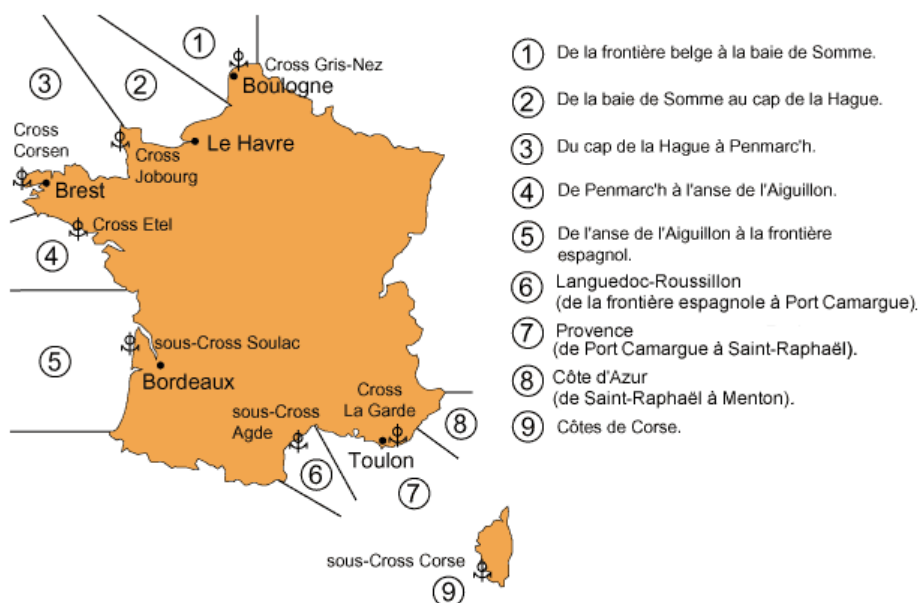 1
Cross Gris-Nez
Boulogne
2
3
Cross
Corsen
Le Havre
Cross
Jobourg
Brest
Cross Etel
4
sous-Cross Soulac
5
Bordeaux
Cross
La Garde
sous-Cross
Agde
8
Toulon
6
7
sous-Cross Corse
9
1 De la frontière belge à la baie de Somme.
2 De la baie de Somme au cap de la Hague.
3 Du cap de la Hague à Penmarc'h.
4 De Penmarc'h à l'anse de l'Aiguillon.
5 De l'anse de l'Aiguillon à la frontière
espagnol.
6 Languedoc-Roussillon
(de la frontière espagnole à Port Camargue).
7 Provence
(de Port Camargue à Saint-Raphaël).
8 Côte d'Azur
(de Saint-Raphaël à Menton).
9 Côtes de Corse.